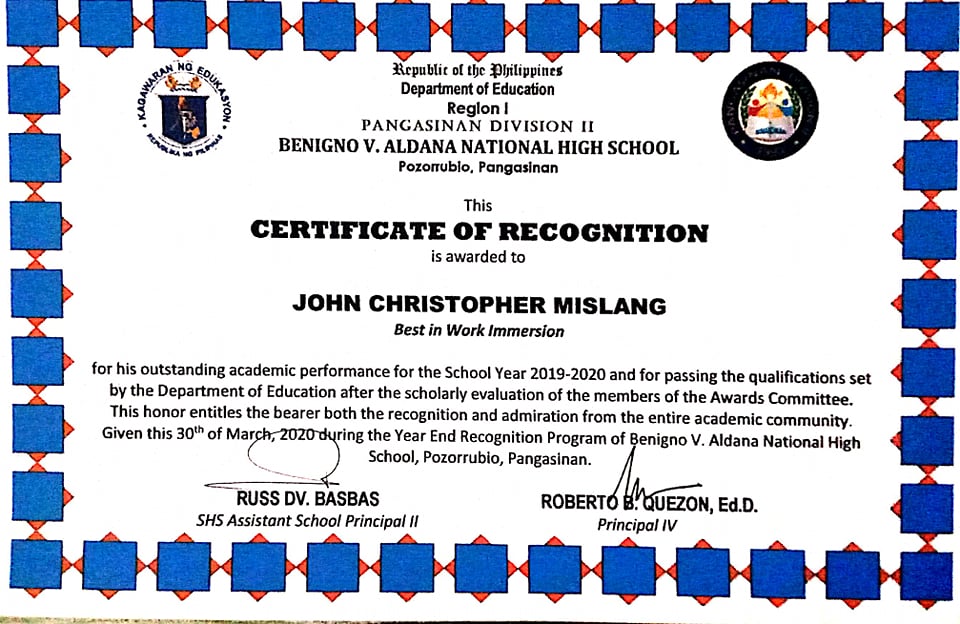 Republic of the Philippines
Department of Education
Region I
PANGASINAN DIVISION II
BENIGNO V. ALDANA NATIONAL HIGH SCHOOL
Pozorrubio, Pangasinan
KAGAWARAN NG EDUKASYON
REPUBLIKA NG PILIPINAS
This
CERTIFICATE OF RECOGNITION
is awarded to
JOHN CHRISTOPHER MISLANG
Best in Work Immersion
for his outstanding academic performance for the School Year 2019-2020 and for passing the qualifications set
by the Department of Education after the scholarly evaluation of the members of the Awards Committee.
This honor entitles the bearer both the recognition and admiration from the entire academic community.
Given this 30th of March, 2020 during the Year End Recognition Program of Benigno V. Aldana National High
School, Pozorrubio, Pangasinan.
RUSS DV. BASBAS
SHS Assistant School Principal II
ROBERTO B. QUEZON, Ed.D.
Principal IV